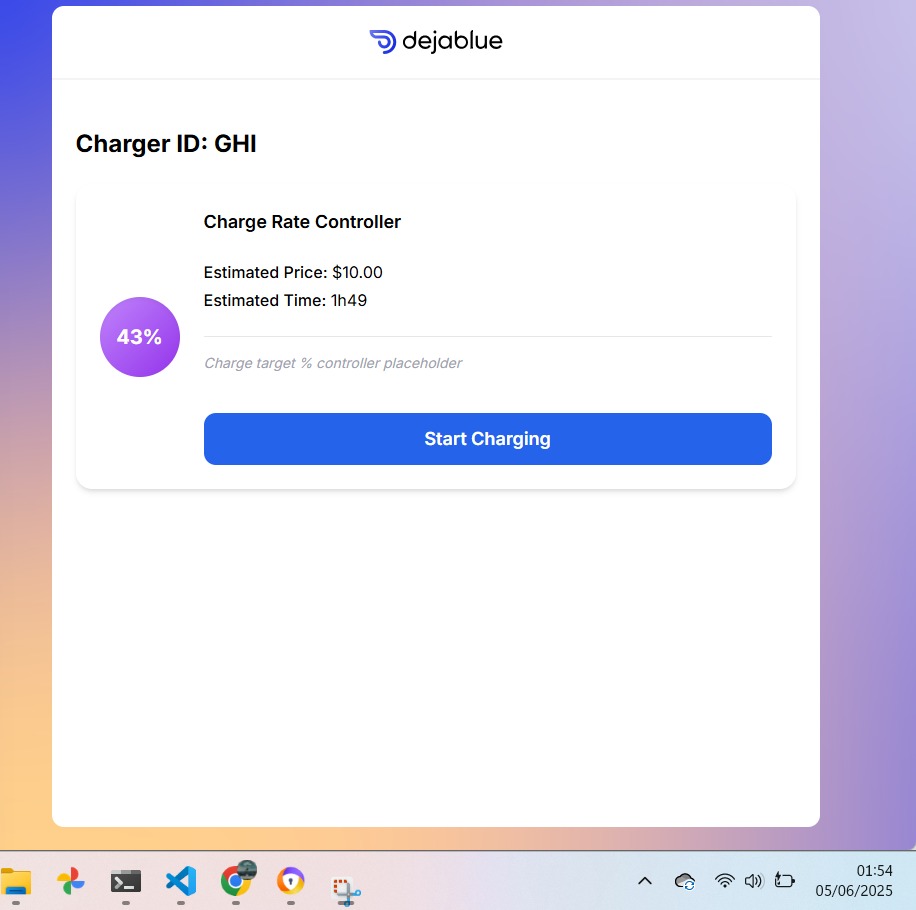 dejablue
Charger ID: GHI
Charge Rate Controller
Estimated Price: $10.00
Estimated Time: 1h49
43%
Charge target % controller placeholder
Start Charging
01:54
05/06/2025